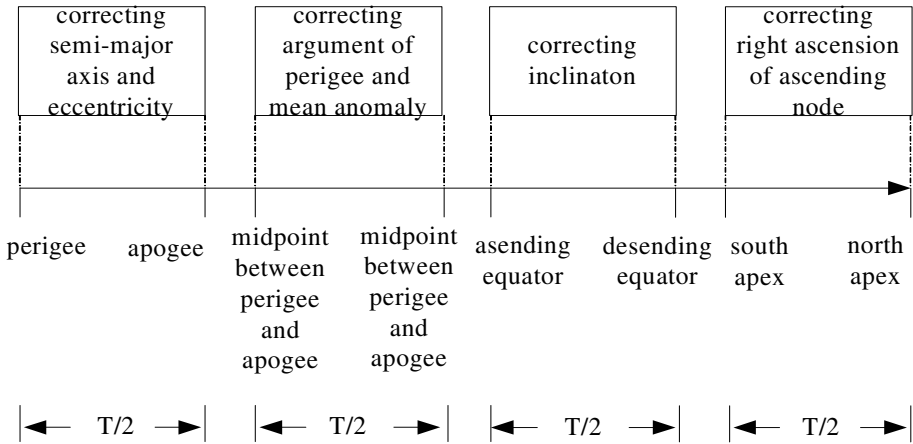 correcting
semi-major
axis and
eccentricity
correcting
argument of
perigee and
mean anomaly
correcting
inclinaton
correcting
right ascension
of ascending
node
perigee
apogee
midpoint
between
perigee
and
apogee
midpoint
between
perigee
and
apogee
asending
equator
desending
equator
south
apex
north
apex
T/2
T/2
T/2
T/2